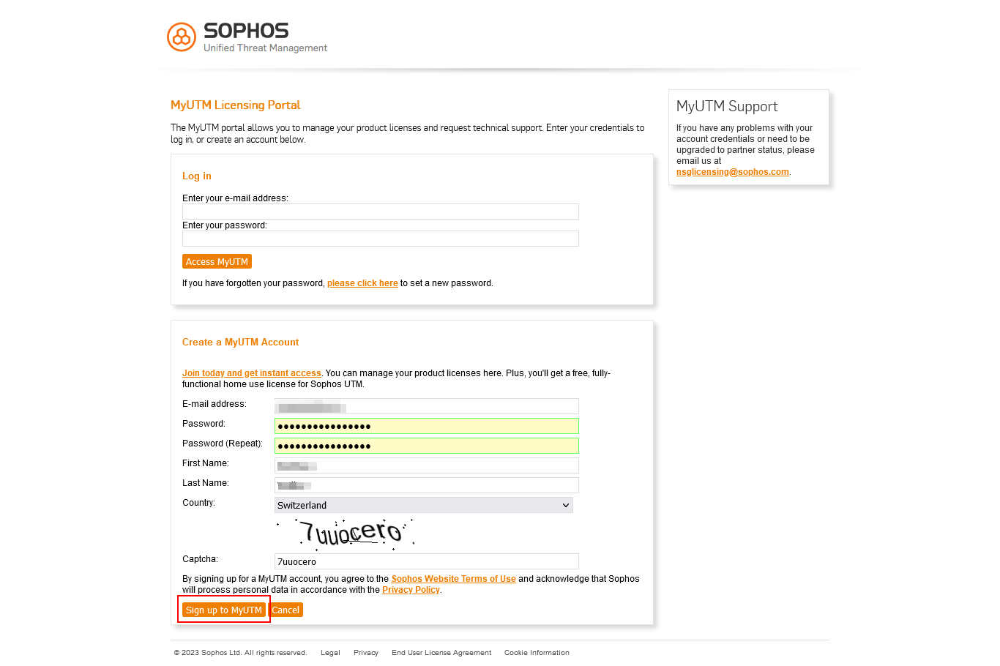 SOPHOS
Unified Threat Management
MyUTM Licensing Portal
The MyUTM portal allows you to manage your product licenses and request technical support. Enter your credentials to
log in, or create an account below.
Log in
Enter your e-mail address:
Enter your password:
Access MyUTM
If you have forgotten your password, please click here to set a new password.
Create a MyUTM Account
Join today and get instant access. You can manage your product licenses here. Plus, you'll get a free, fully-
functional home use license for Sophos UTM.
E-mail address:
Password: ●●●●●●●●●●●●●●●●
Password (Repeat): ●●●●●●●●●●●●●●●●
First Name:
Last Name:
Country: Switzerland
7uuocero
Captcha: 7uuocero
By signing up for a MyUTM account, you agree to the Sophos Website Terms of Use and acknowledge that Sophos
will process personal data in accordance with the Privacy Policy.
Sign up to MyUTM Cancel
MyUTM Support
If you have any problems with your
account credentials or need to be
upgraded to partner status, please
email us at
nsglicensing@sophos.com.
© 2023 Sophos Ltd. All rights reserved. Legal Privacy End User License Agreement Cookie Information